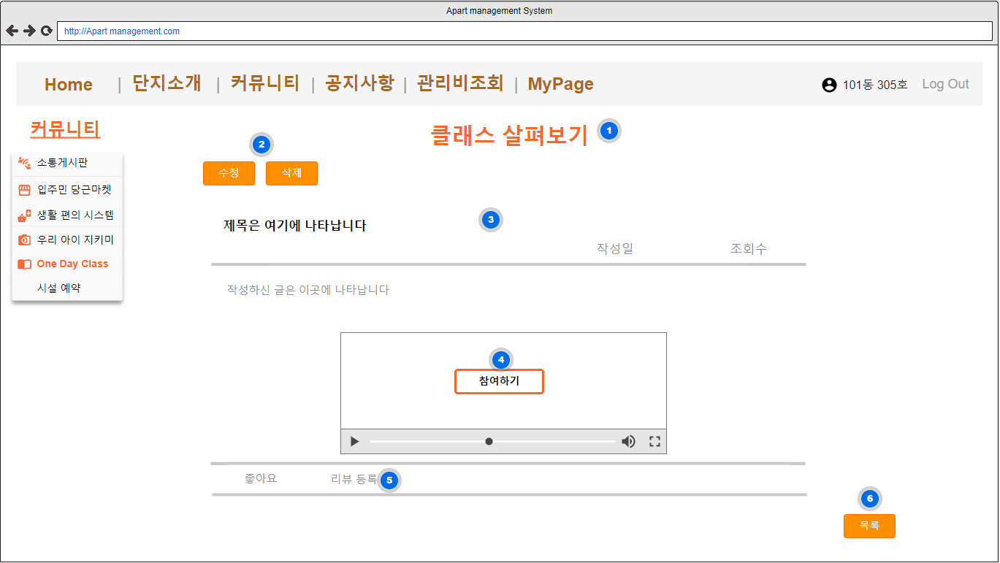 Apart management System
http://Apart management.com
Home | 단지소개 | 커뮤니티 | 공지사항 | 관리비조회 | MyPage 101동 305호 Log Out
커뮤니티
클래스 살펴보기 1
2
소통게시판
수정 삭제
입주민 당근마켓
생활 편의 시스템
3
제목은 여기에 나타납니다
우리 아이 지키미
작성일 조회수
One Day Class
시설 예약
작성하신 글은 이곳에 나타납니다
4
참여하기
좋아요 리뷰 등록 5
6
목록